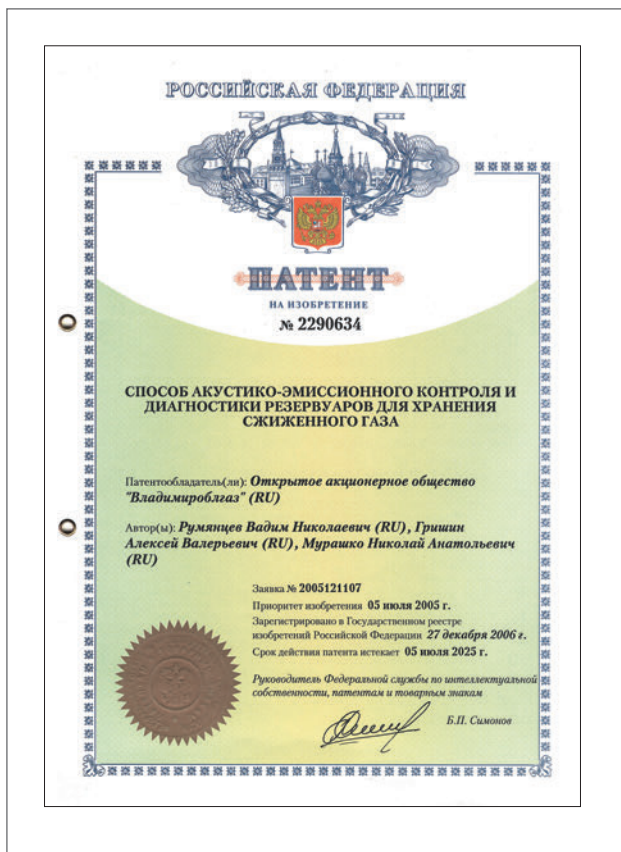 РОССИЙСКАЯ ФЕДЕРАЦИЯ
ПАТЕНТ
НА ИЗОБРЕТЕНИЕ
№ 2290634
СПОСОБ АКУСТИКО-ЭМИССИОННОГО КОНТРОЛЯ И
ДИАГНОСТИКИ РЕЗЕРВУАРОВ ДЛЯ ХРАНЕНИЯ
СЖИЖЕННОГО ГАЗА
Патентообладатель(ли): Открытое акционерное общество
"Владимироблгаз" (RU)
Автор(ы): Румянцев Вадим Николаевич (RU), Гришин
Алексей Валерьевич (RU), Мурашко Николай Анатольевич
(RU)
Заявка № 2005121107
Приоритет изобретения 05 июля 2005 г.
Зарегистрировано в Государственном реестре
изобретений Российской Федерации 27 декабря 2006 г.
Срок действия патента истекает 05 июля 2025 г.
Руководитель Федеральной службы по интеллектуальной
собственности, патентам и товарным знакам
Б.П. Симонов